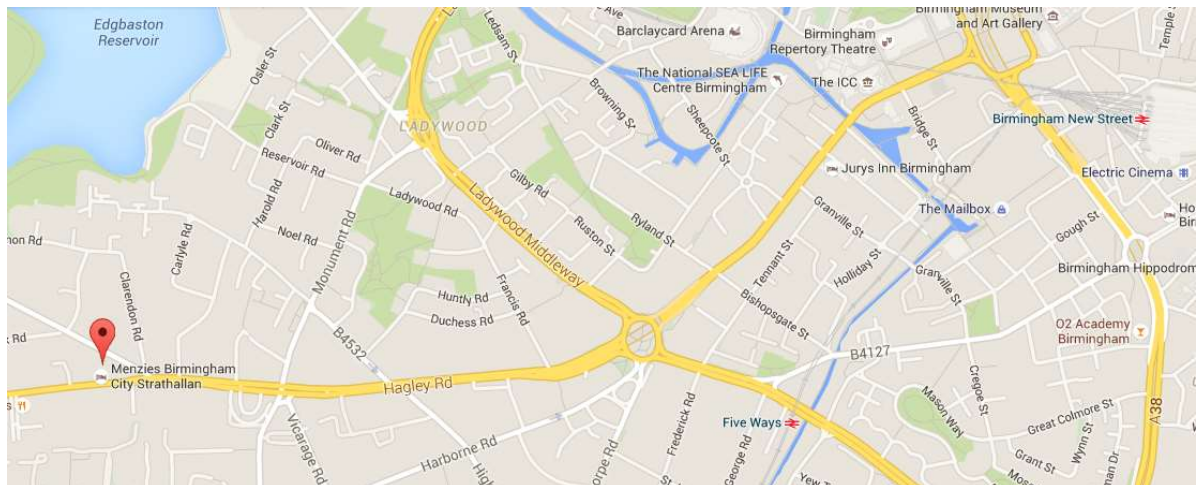 Edgbaston
Reservoir
Osler St
Ledsam St
Barclaycard Arena
Birmingham
Repertory Theatre
Birmingham Museum
and Art Gallery
The National SEA LIFE
Centre Birmingham
The ICC
Browning St
Sheepcote St
Bridge St
Birmingham New Street
Clark St
LADYWOOD
Oliver Rd
Reservoir Rd
Harold Rd
Ladywood Rd
Gilby Rd
Jurys Inn Birmingham
Electric Cinema
Ladywood Middleway
Ruston St
Ryland St
Granville St
The Mailbox
Gough St
Carlyle Rd
Noel Rd
Monument Rd
Tennant St
Holliday St
Granville St
Clarendon Rd
Francis Rd
Huntly Rd
Duchess Rd
Bishopsgate St
Birmingham Hippodrom
B4532
B4127
O2 Academy
Birmingham
Menzies Birmingham
City Strathallan
Hagley Rd
Cregoe St
Mason Way
A38
Vicarage Rd
Harborne Rd
Frederick Rd
Five Ways
George Rd
Great Colmore St
Wynn St
Grant St